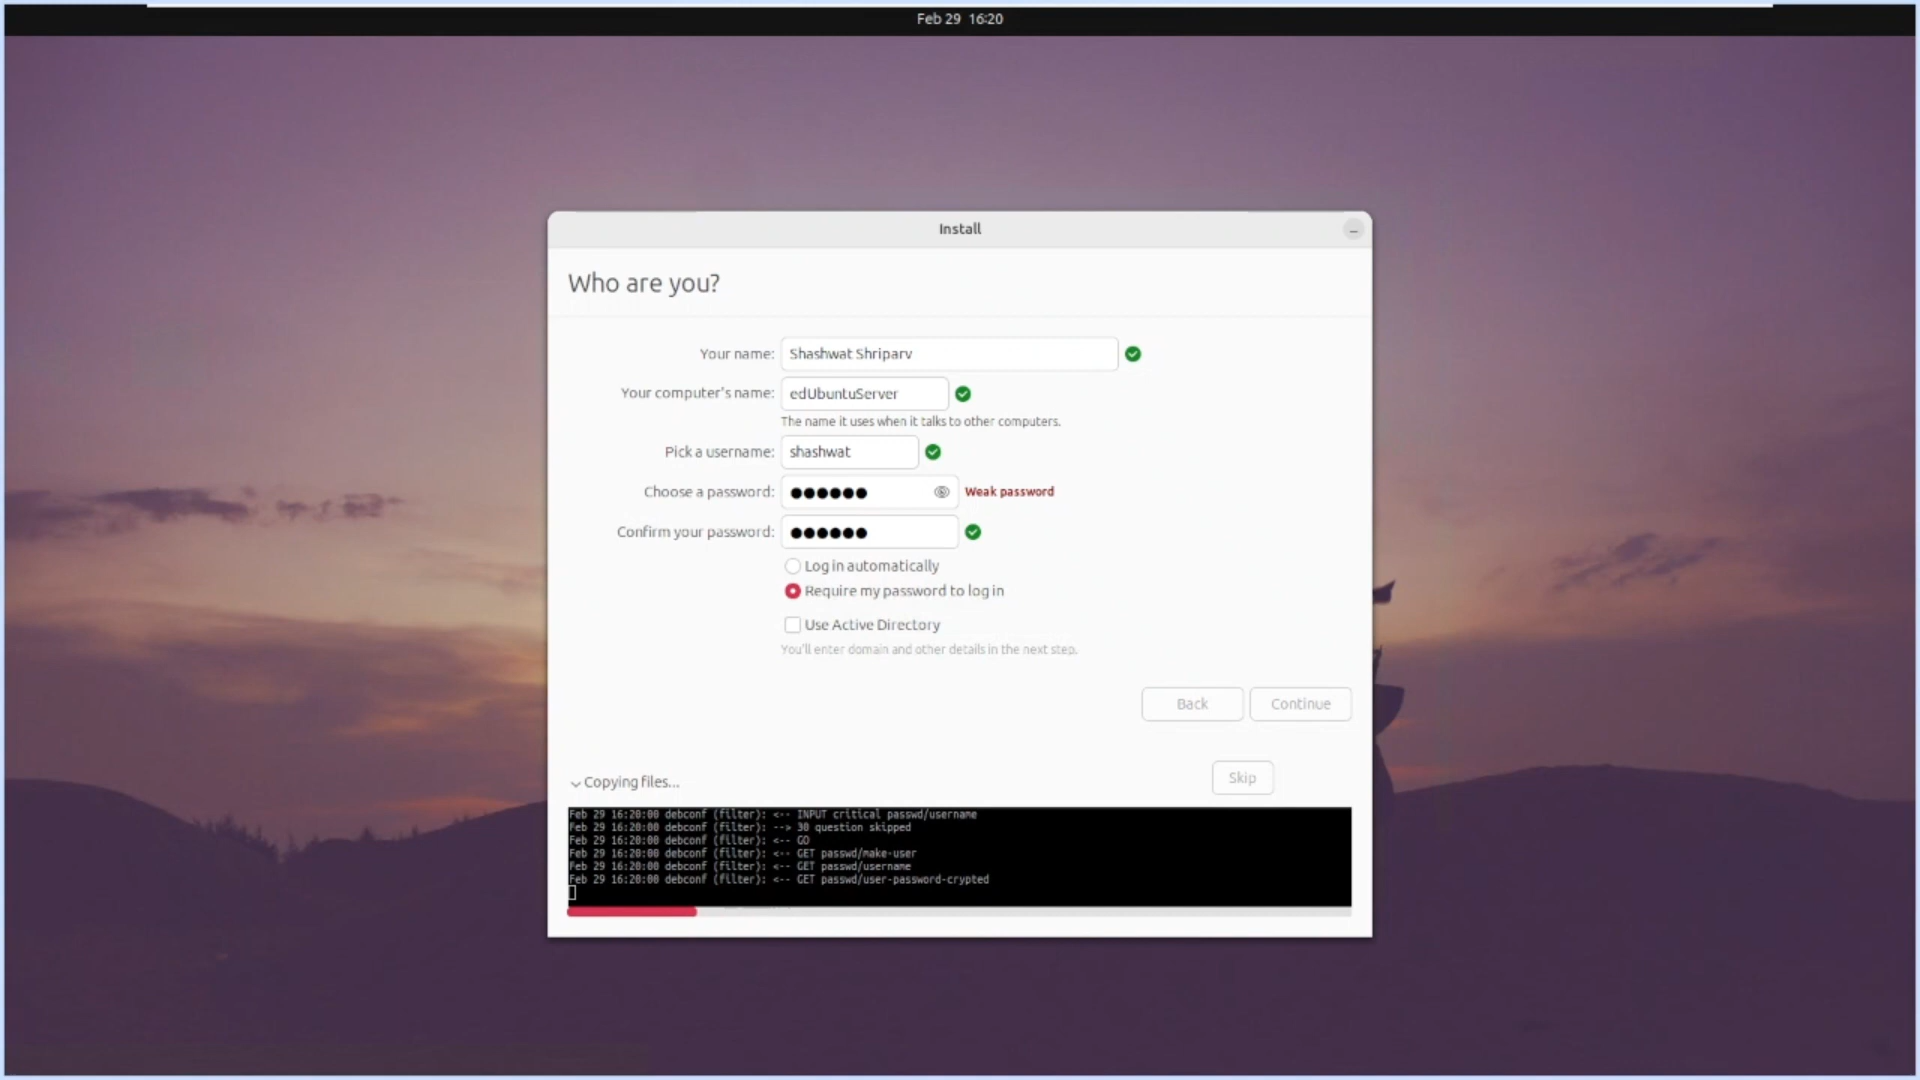 Feb 29 16:20
Install
Who are you?
Your name: Shashwat Shriparv
Your computer's name: edUbuntuServer
The name it uses when it talks to other computers.
Pick a username: shashwat
Choose a password: ●●●●●● Weak password
Confirm your password: ●●●●●●
Log in automatically
Require my password to log in
Use Active Directory
You'll enter domain and other details in the next step.
Back Continue
Copying files...
Skip
Feb 29 16:20:00 debconf (filter): <-- INPUT critical passwd/username
Feb 29 16:20:00 debconf (filter): --> 30 question skipped
Feb 29 16:20:00 debconf (filter): <-- GO
Feb 29 16:20:00 debconf (filter): <-- GET passwd/make-user
Feb 29 16:20:00 debconf (filter): <-- GET passwd/username
Feb 29 16:20:00 debconf (filter): <-- GET passwd/user-password-crypted